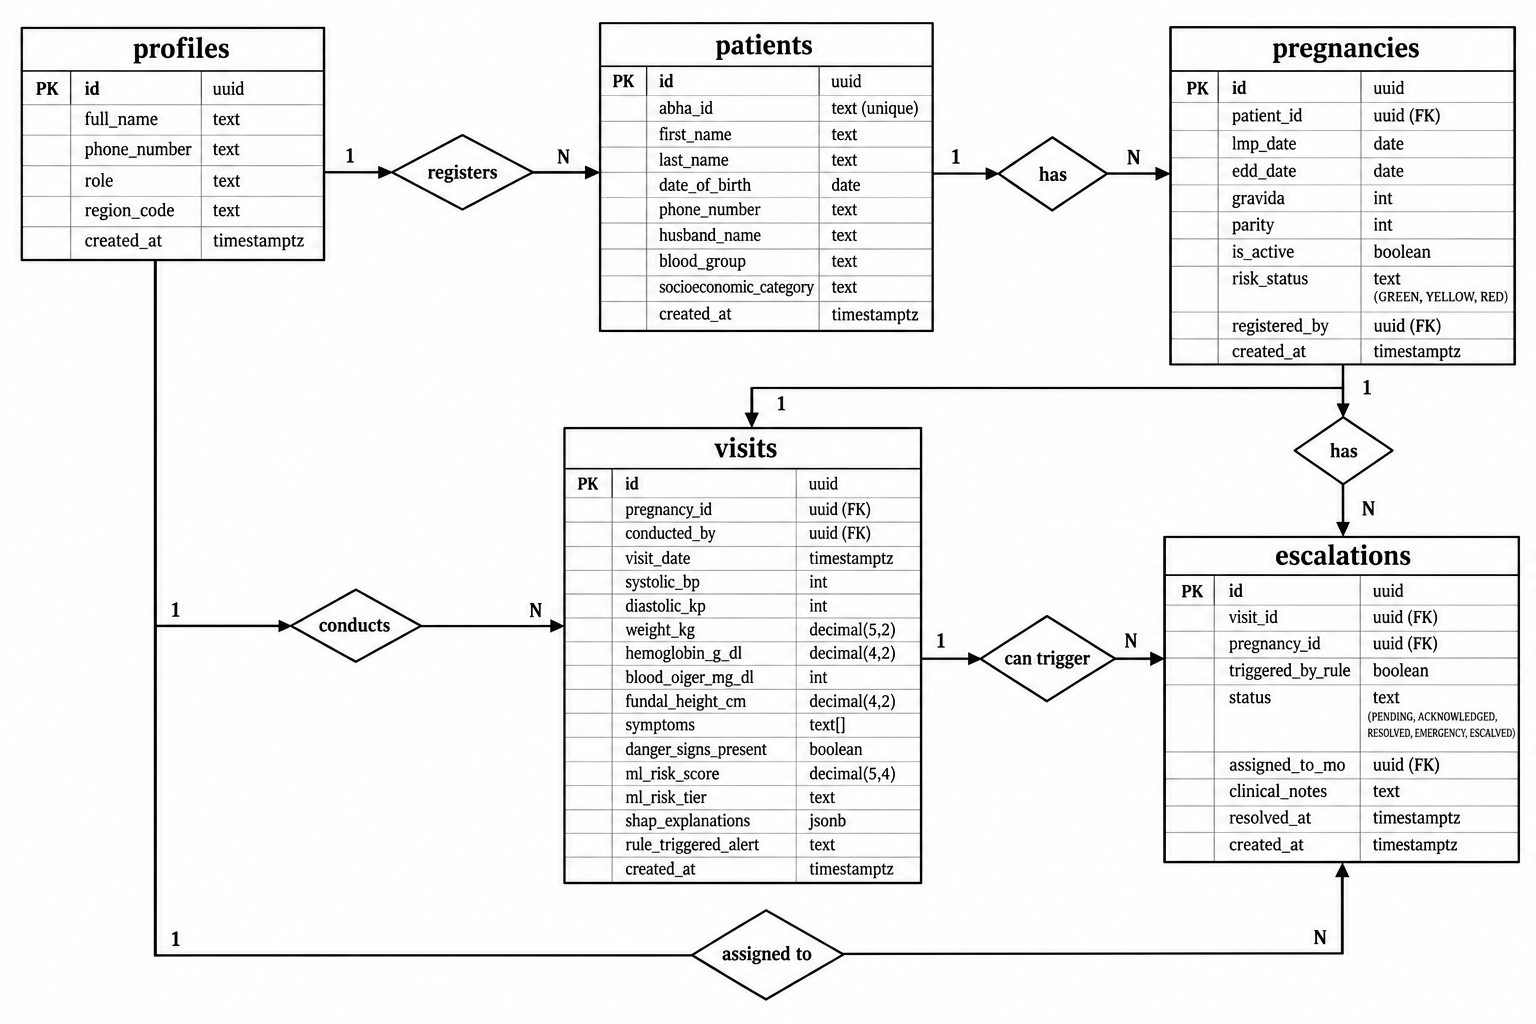 profiles
PK id uuid
full_name text
phone_number text
role text
region_code text
created_at timestamptz
1
registers
N
patients
PK id uuid
abha_id text (unique)
first_name text
last_name text
date_of_birth date
phone_number text
husband_name text
blood_group text
socioeconomic_category text
created_at timestamptz
1
has
N
pregnancies
PK id uuid
patient_id uuid (FK)
lmp_date date
edd_date date
gravida int
parity int
is_active boolean
risk_status text
(GREEN, YELLOW, RED)
registered_by uuid (FK)
created_at timestamptz
1
1
has
N
visits
PK id uuid
pregnancy_id uuid (FK)
conducted_by uuid (FK)
visit_date timestamptz
systolic_bp int
diastolic_kp int
weight_kg decimal(5,2)
hemoglobin_g_dl decimal(4,2)
blood_oiger_mg_dl int
fundal_height_cm decimal(4,2)
symptoms text[]
danger_signs_present boolean
ml_risk_score decimal(5,4)
ml_risk_tier text
shap_explanations jsonb
rule_triggered_alert text
created_at timestamptz
1
conducts
N
1
can trigger
N
escalations
PK id uuid
visit_id uuid (FK)
pregnancy_id uuid (FK)
triggered_by_rule boolean
status text
(PENDING, ACKNOWLEDGED,
RESOLVED, EMERGENCY, ESCALVED)
assigned_to_mo uuid (FK)
clinical_notes text
resolved_at timestamptz
created_at timestamptz
1
assigned to
N